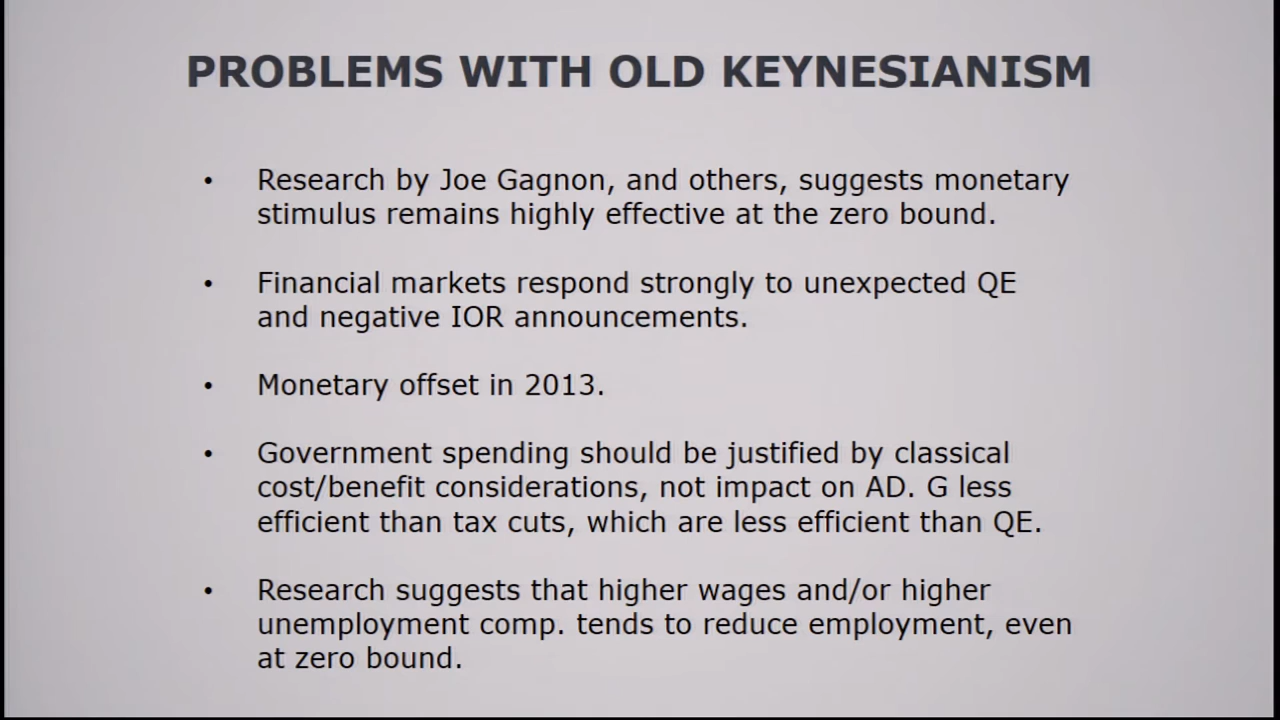 PROBLEMS WITH OLD KEYNESIANISM
• Research by Joe Gagnon, and others, suggests monetary
stimulus remains highly effective at the zero bound.
• Financial markets respond strongly to unexpected QE
and negative IOR announcements.
• Monetary offset in 2013.
• Government spending should be justified by classical
cost/benefit considerations, not impact on AD. G less
efficient than tax cuts, which are less efficient than QE.
• Research suggests that higher wages and/or higher
unemployment comp. tends to reduce employment, even
at zero bound.